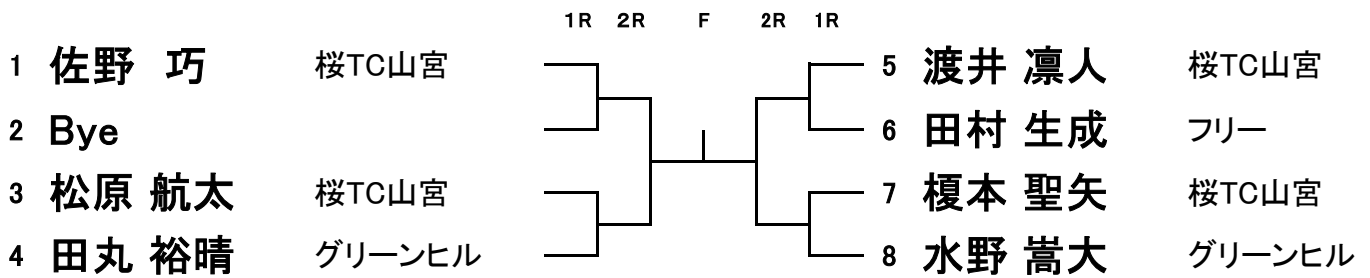 1R 2R F 2R 1R
1 佐野 巧 桜TC山宮 5 渡井 凛人 桜TC山宮
2 Bye 6 田村 生成 フリー
3 松原 航太 桜TC山宮 7 榎本 聖矢 桜TC山宮
4 田丸 裕晴 グリーンヒル 8 水野 嵩大 グリーンヒル